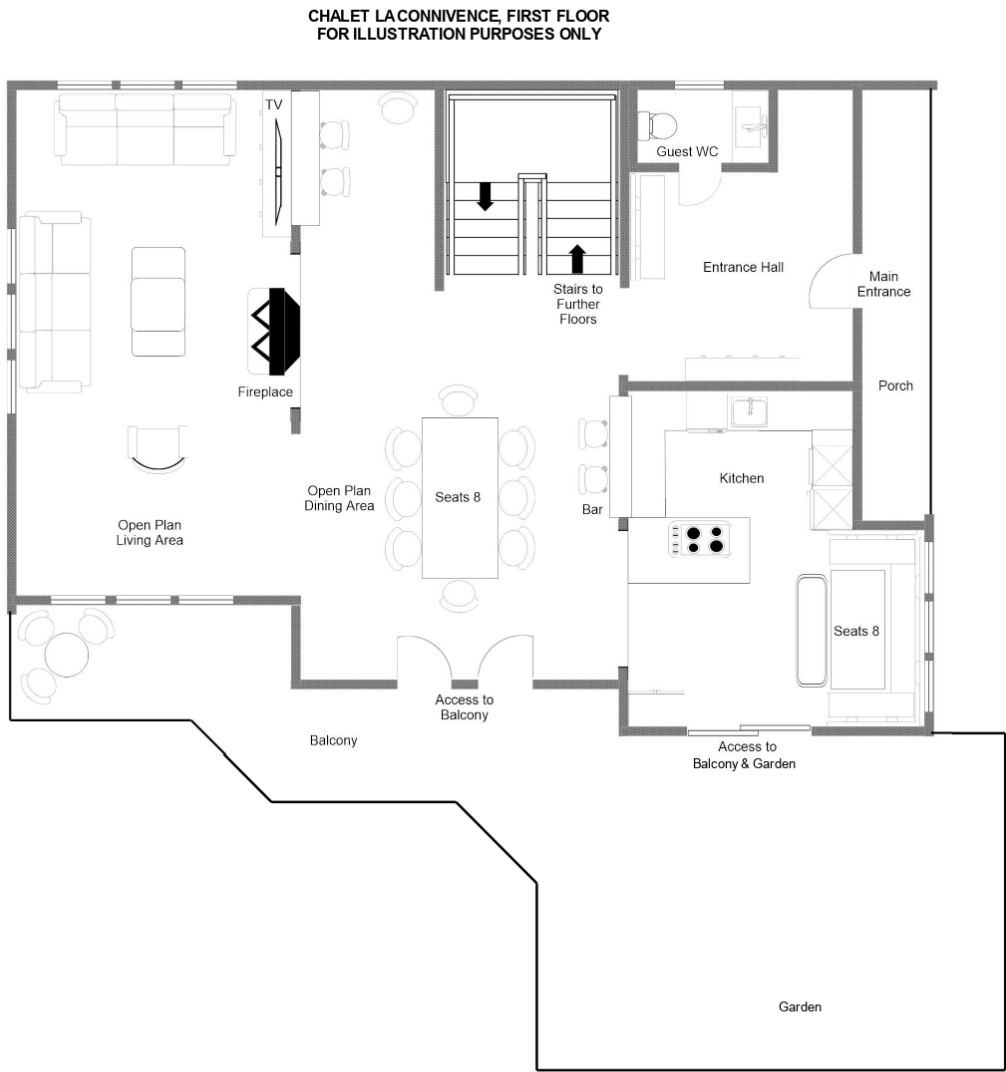 CHALET LA CONNIVENCE, FIRST FLOOR
FOR ILLUSTRATION PURPOSES ONLY
TV
Guest WC
Entrance Hall
Main
Entrance
Stairs to
Further
Floors
Porch
Fireplace
Open Plan
Dining Area
Seats 8
Bar
Kitchen
Open Plan
Living Area
Seats 8
Access to
Balcony
Balcony
Access to
Balcony & Garden
Garden